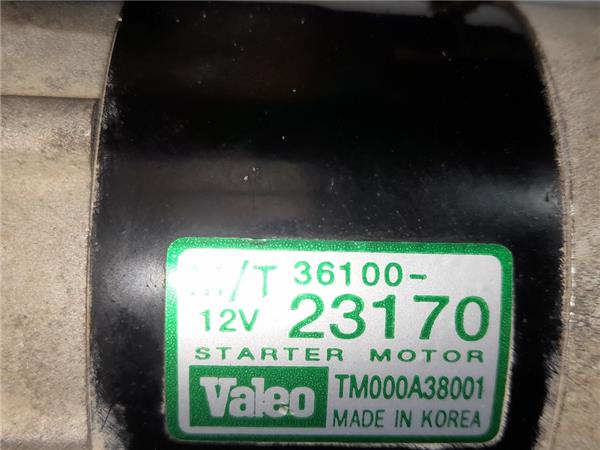 M/T 36100-
12V 23170
STARTER MOTOR
Valeo TM000A38001
MADE IN KOREA